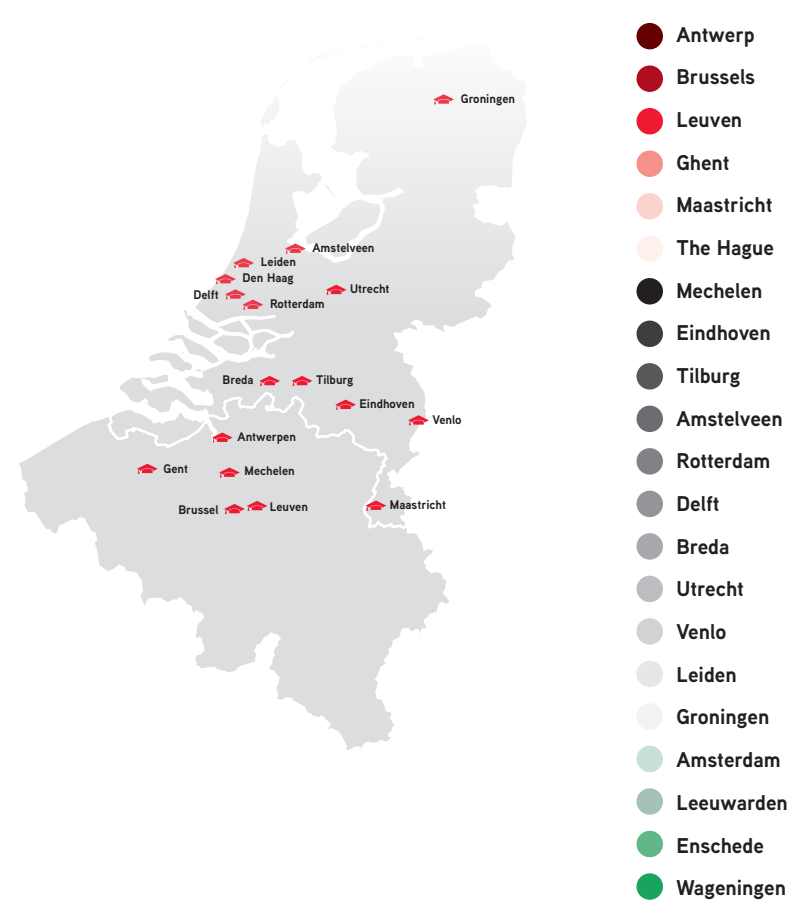 Groningen
Amstelveen
Leiden
Den Haag
Utrecht
Delft
Rotterdam
Breda
Tilburg
Eindhoven
Venlo
Antwerpen
Gent
Mechelen
Brussel
Leuven
Maastricht
Antwerp
Brussels
Leuven
Ghent
Maastricht
The Hague
Mechelen
Eindhoven
Tilburg
Amstelveen
Rotterdam
Delft
Breda
Utrecht
Venlo
Leiden
Groningen
Amsterdam
Leeuwarden
Enschede
Wageningen